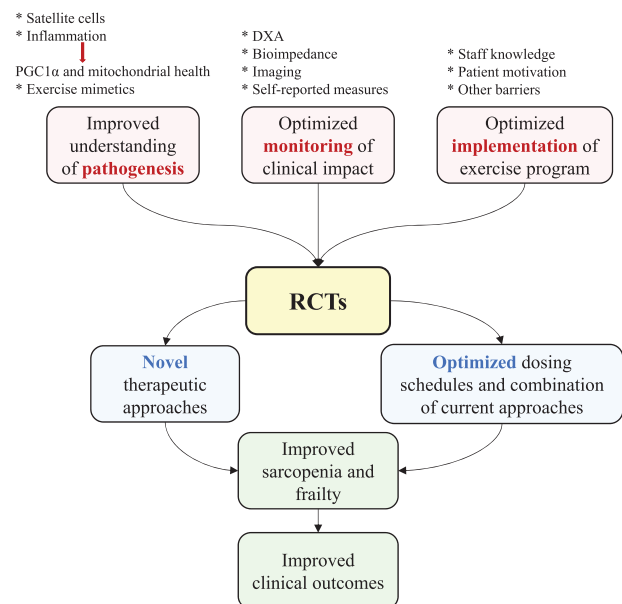 * Satellite cells
* Inflammation
PGC1α and mitochondrial health
* Exercise mimetics
* DXA
* Bioimpedance
* Imaging
* Self-reported measures
* Staff knowledge
* Patient motivation
* Other barriers
Improved
understanding
of pathogenesis
Optimized
monitoring of
clinical impact
Optimized
implementation of
exercise program
RCTs
Novel
therapeutic
approaches
Optimized dosing
schedules and combination
of current approaches
Improved
sarcopenia and
frailty
Improved
clinical outcomes